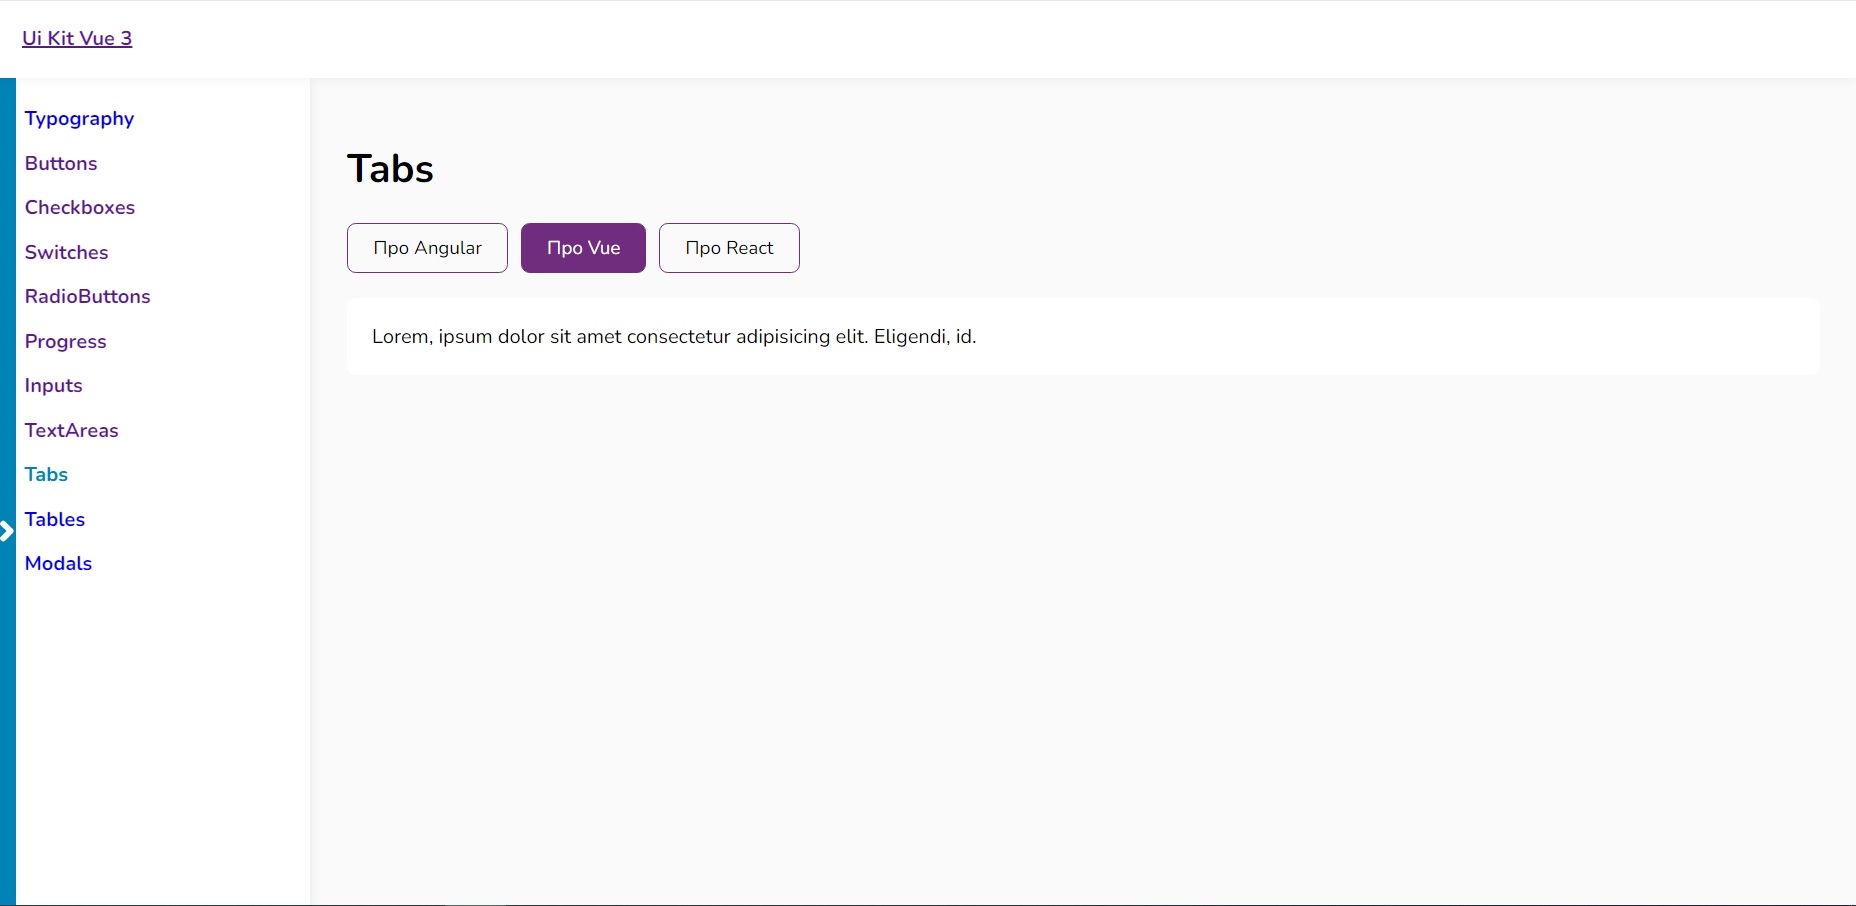 Ui Kit Vue 3
Typography
Buttons
Checkboxes
Switches
RadioButtons
Progress
Inputs
TextAreas
Tabs
Tables
Modals
Tabs
Про Angular Про Vue Про React
Lorem, ipsum dolor sit amet consectetur adipisicing elit. Eligendi, id.